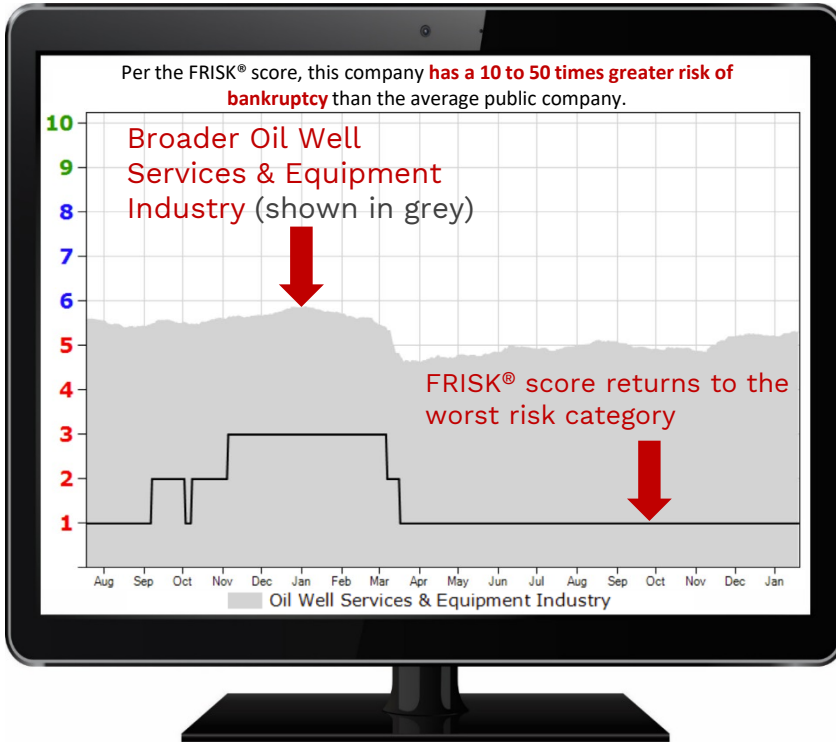 Per the FRISK® score, this company has a 10 to 50 times greater risk of
bankruptcy than the average public company.
10
9
8
7
6
5
4
3
2
1
Broader Oil Well
Services & Equipment
Industry (shown in grey)
FRISK® score returns to the
worst risk category
Aug Sep Oct Nov Dec Jan Feb Mar Apr May Jun Jul Aug Sep Oct Nov Dec Jan
Oil Well Services & Equipment Industry